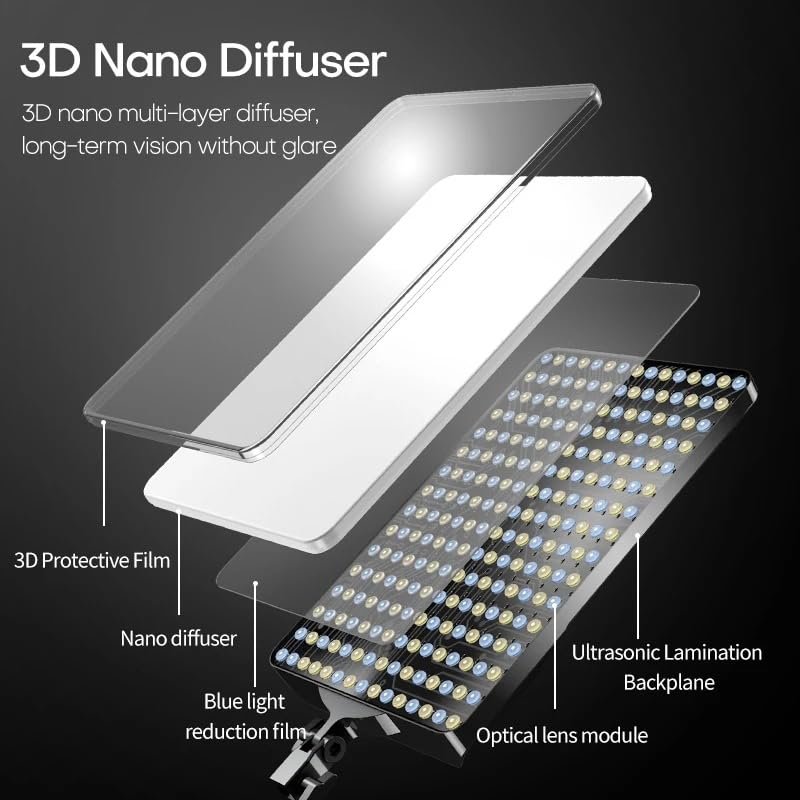 3D Nano Diffuser
3D nano multi-layer diffuser,
long-term vision without glare
3D Protective Film
Nano diffuser
Blue light
reduction film
Ultrasonic Lamination
Backplane
Optical lens module